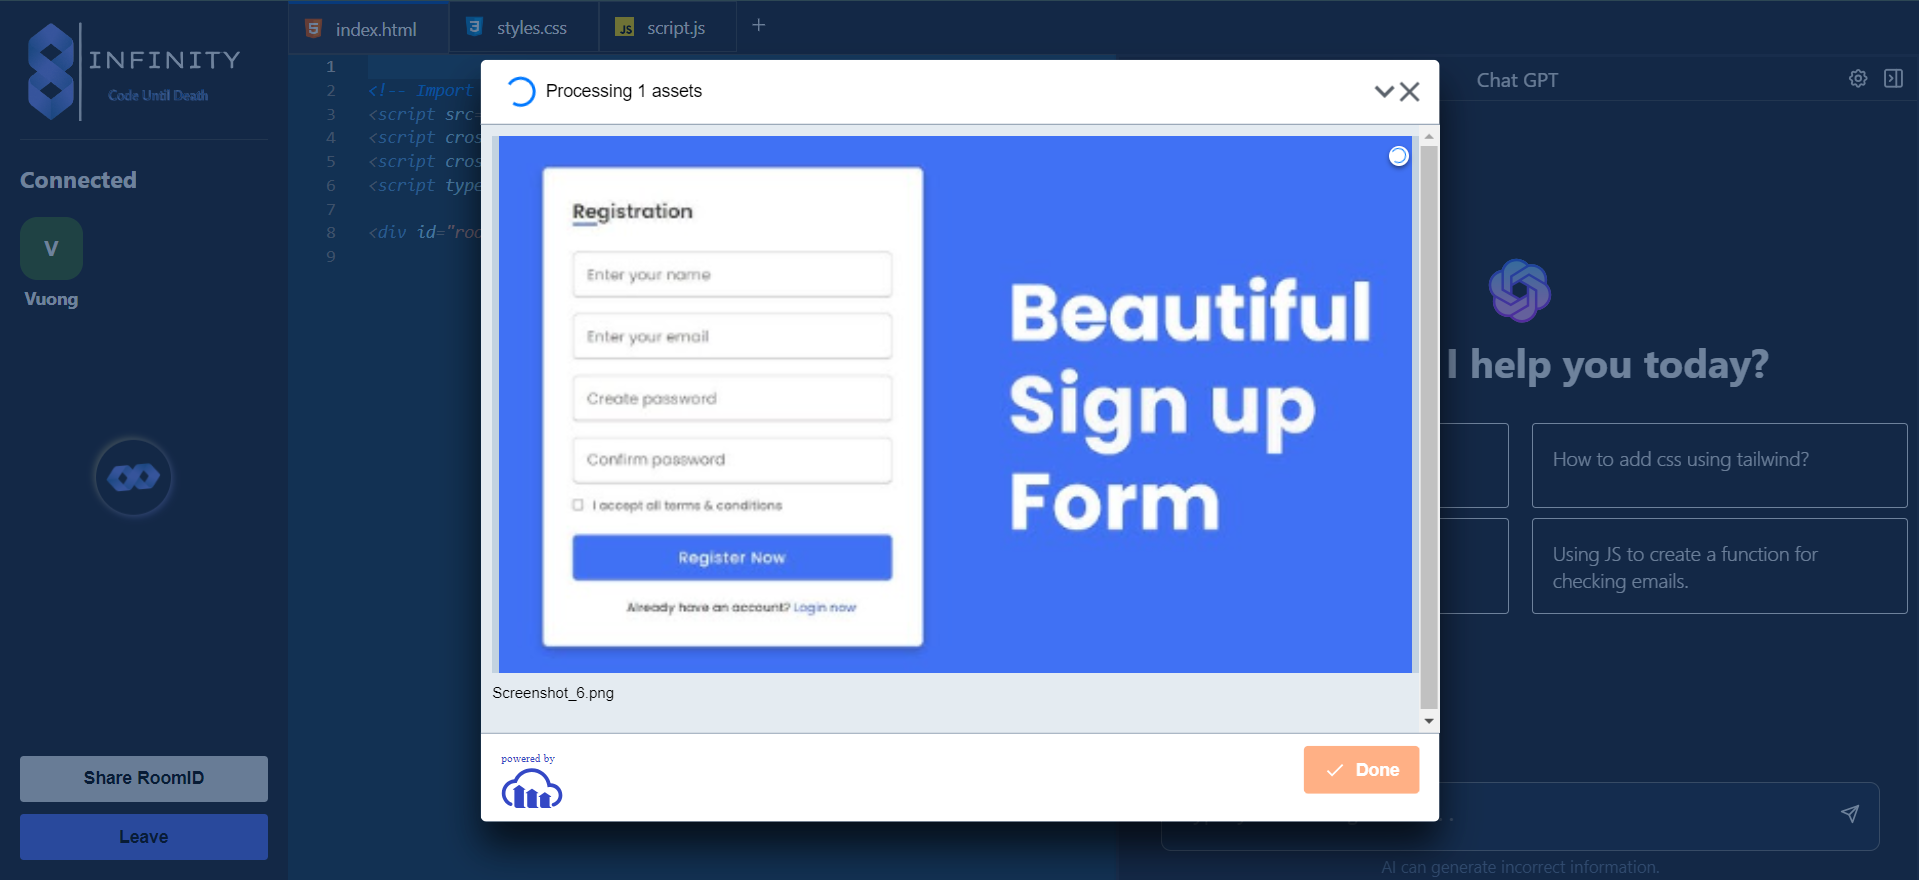 INFINITY
Code Until Death
Connected
V
Vuong
Share RoomID
Leave
index.html
styles.css
JS script.js
+
1
2 <!-- Import
3 <script src=
4 <script cros
5 <script cros
6 <script type
7
8 <div id="roo
9
Processing 1 assets
Registration
Enter your name
Enter your email
Create password
Confirm password
I accept all terms & conditions
Register Now
Already have an account? Login now
Beautiful
Sign up
Form
Screenshot_6.png
powered by
Done
Chat GPT
I help you today?
How to add css using tailwind?
Using JS to create a function for
checking emails.
AI can generate incorrect information.